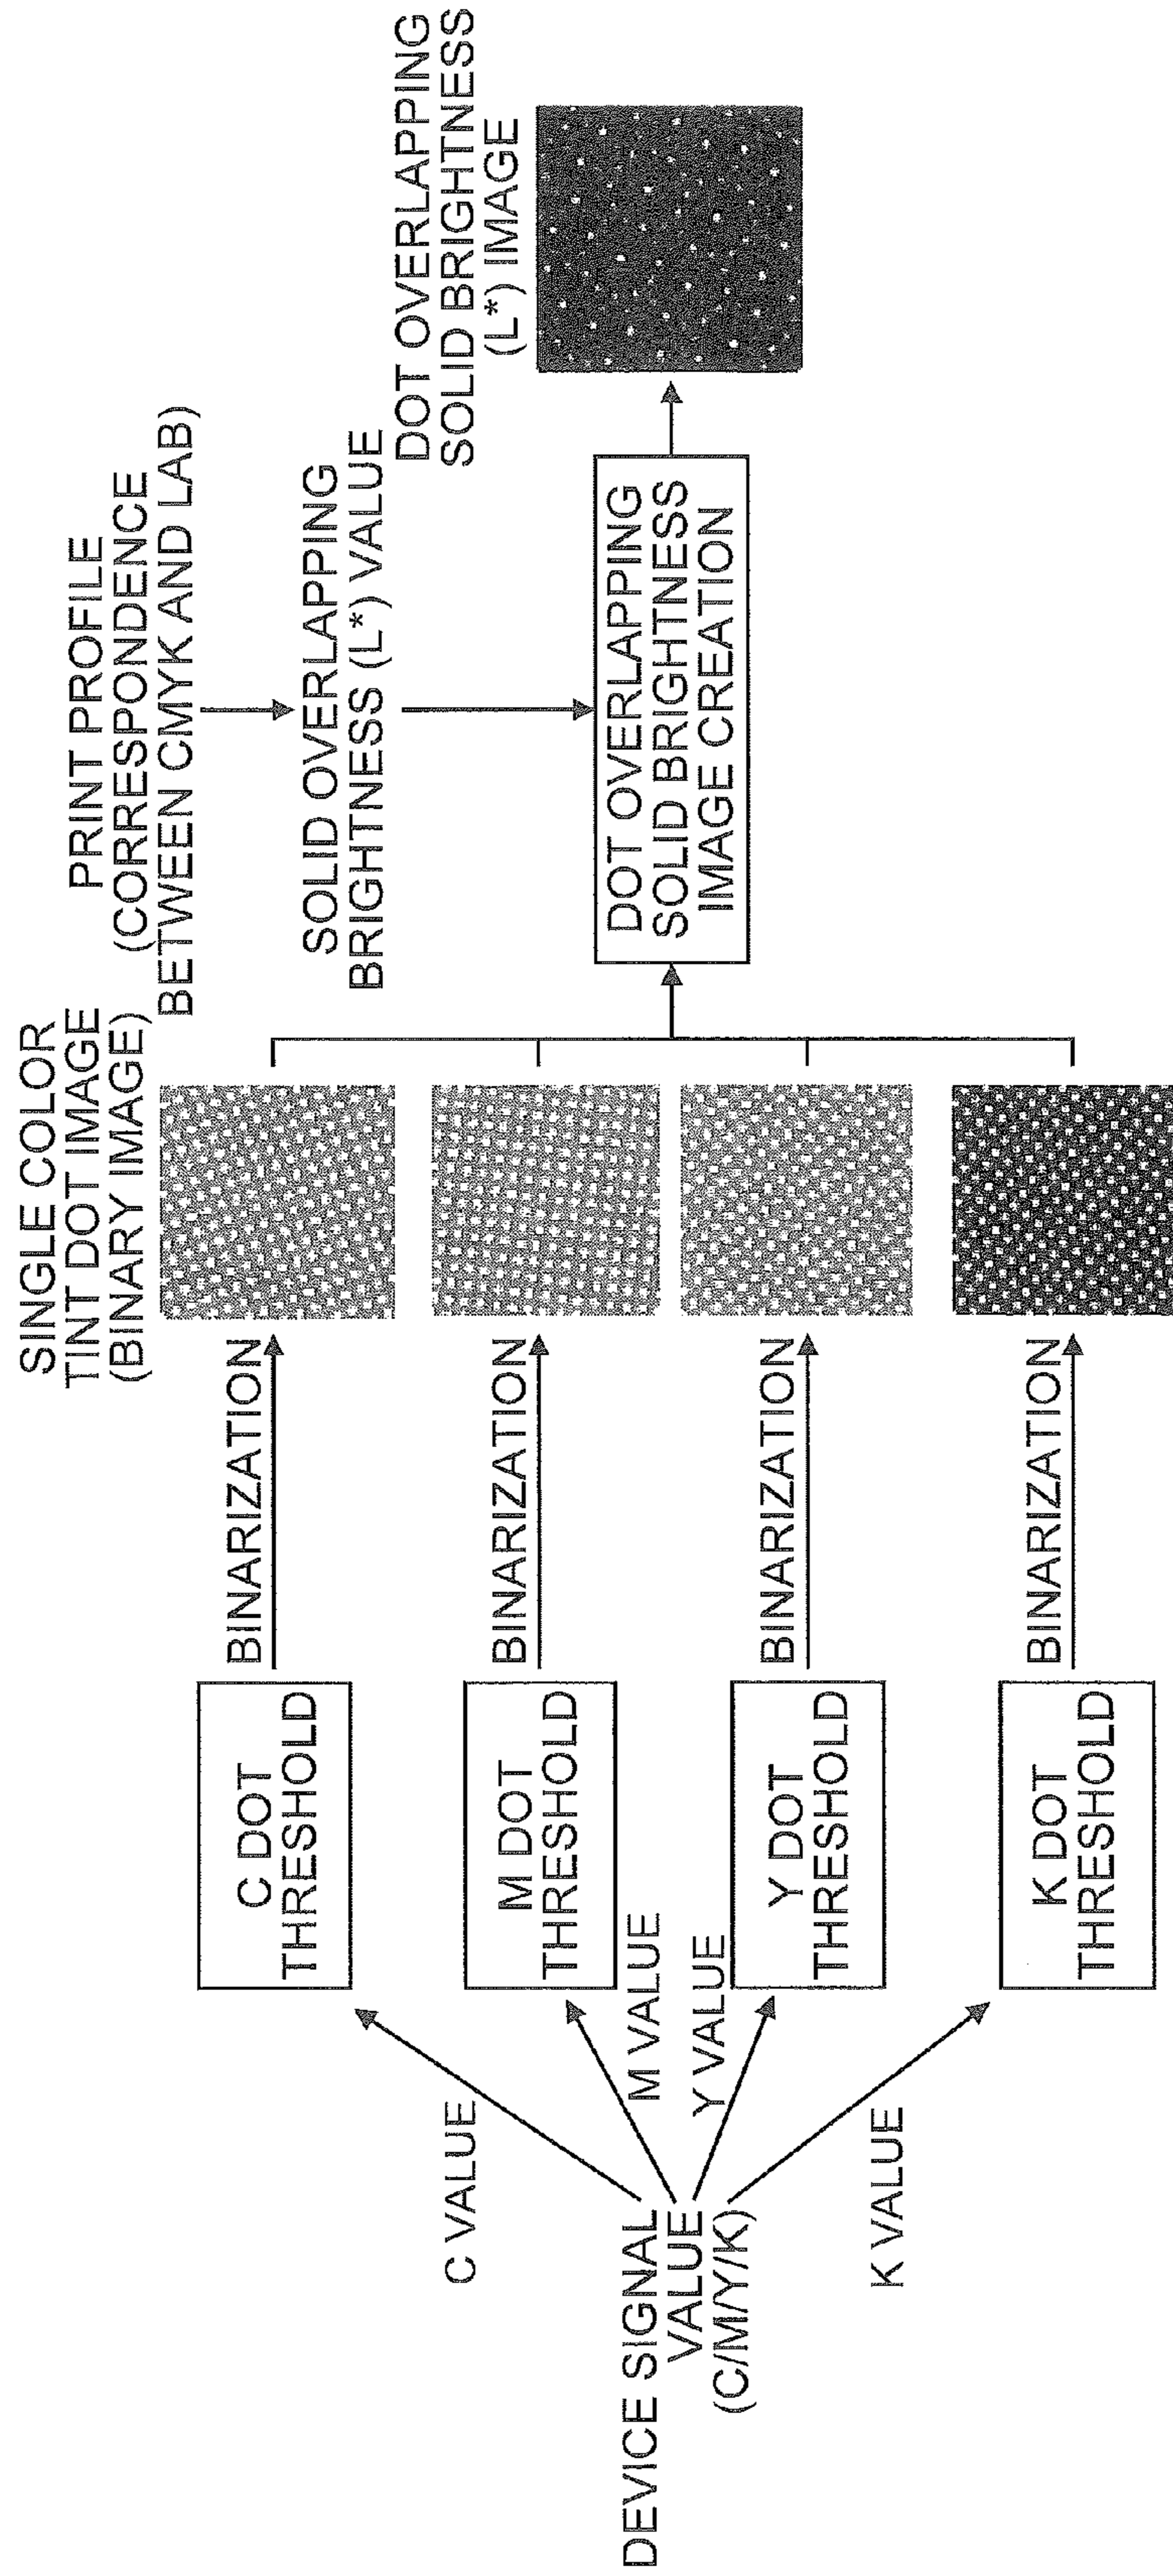 DEVICE SIGNAL
VALUE
(C/M/Y/K)
C VALUE
M VALUE
Y VALUE
K VALUE
C DOT
THRESHOLD
M DOT
THRESHOLD
Y DOT
THRESHOLD
K DOT
THRESHOLD
BINARIZATION
BINARIZATION
BINARIZATION
BINARIZATION
SINGLE COLOR
TINT DOT IMAGE
(BINARY IMAGE)
PRINT PROFILE
(CORRESPONDENCE
BETWEEN CMYK AND LAB)
SOLID OVERLAPPING
BRIGHTNESS (L*) VALUE
DOT OVERLAPPING
SOLID BRIGHTNESS
IMAGE CREATION
DOT OVERLAPPING
SOLID BRIGHTNESS
(L*) IMAGE